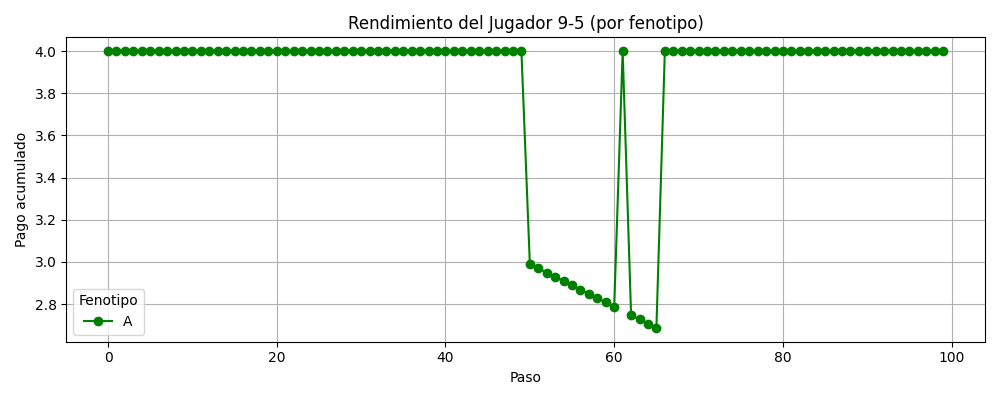 Rendimiento del Jugador 9-5 (por fenotipo)
Pago acumulado
4.0
3.8
3.6
3.4
3.2
3.0
2.8
Fenotipo
A
0 20 40 60 80 100
Paso